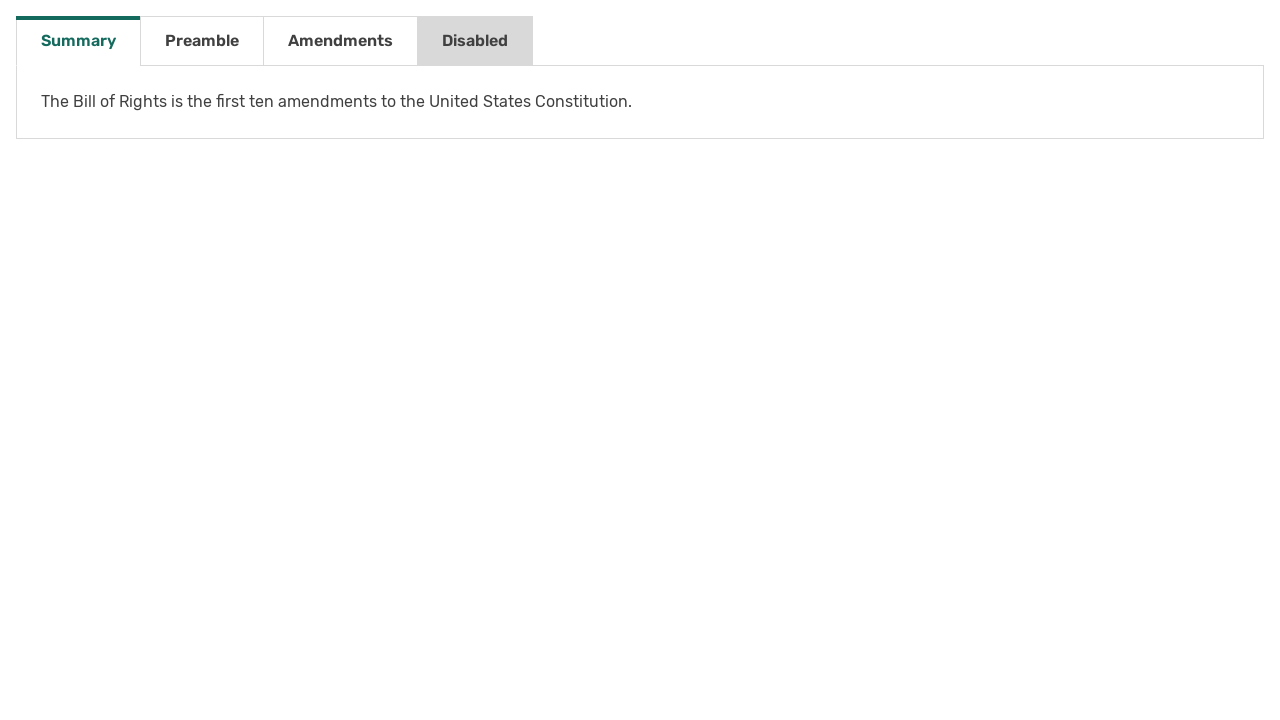 Summary
Preamble
Amendments
Disabled
The Bill of Rights is the first ten amendments to the United States Constitution.